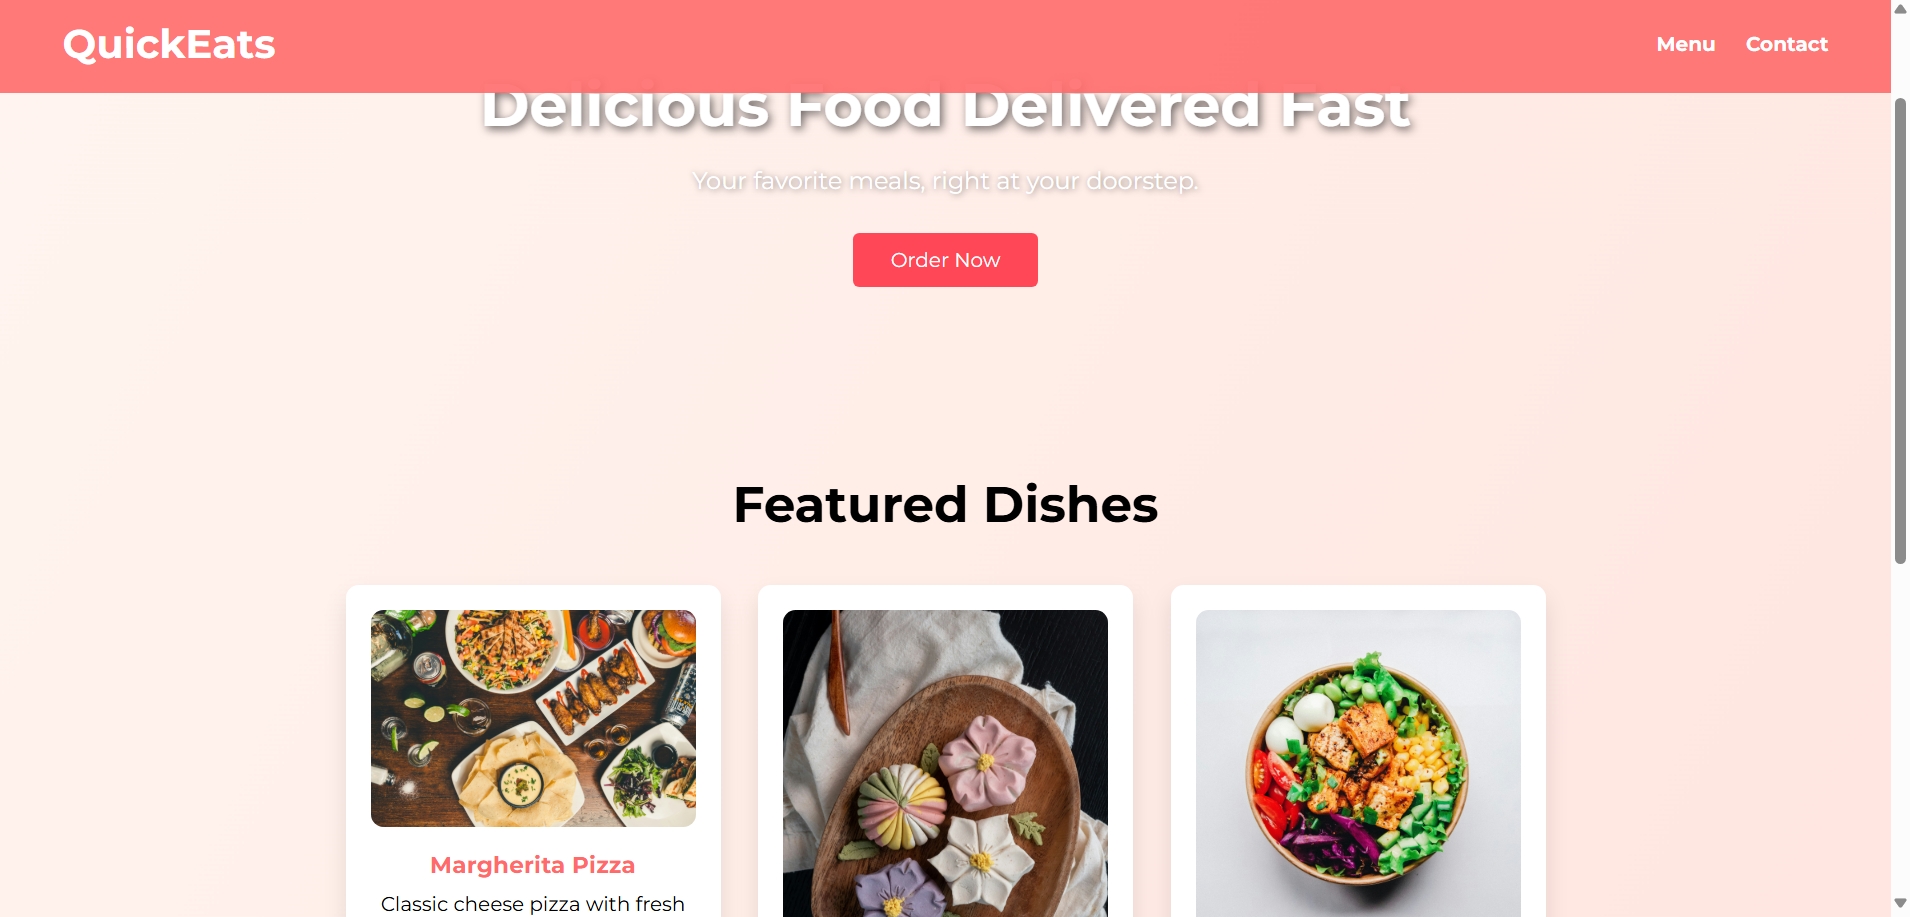 QuickEats
Menu
Contact
Delicious Food Delivered Fast
Your favorite meals, right at your doorstep.
Order Now
Featured Dishes
Margherita Pizza
Classic cheese pizza with fresh